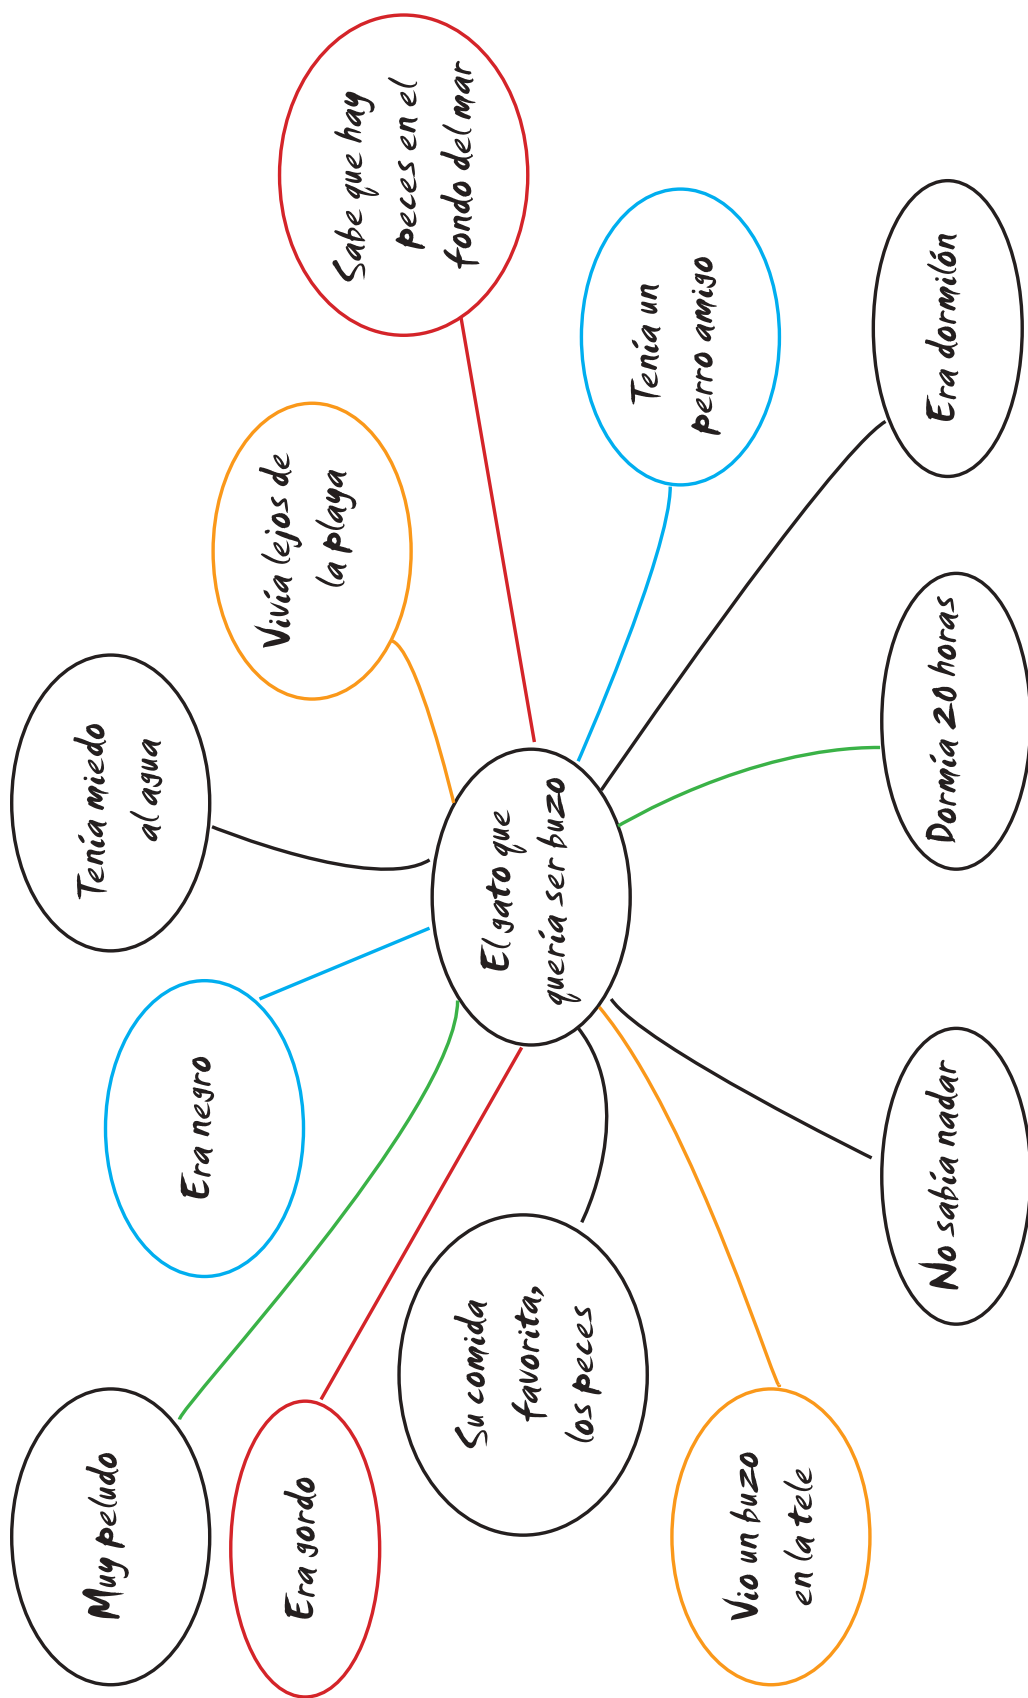 Muy peludo
Tenía miedo
al agua
Era negro
Era gordo
Vivía lejos de
la playa
Sabe que hay
peces en el
fondo del mar
Su comida
favorita,
los peces
El gato que
quería ser buzo
Tenía un
perro amigo
Vio un buzo
en la tele
No sabía nadar
Dormía 20 horas
Era dormilón